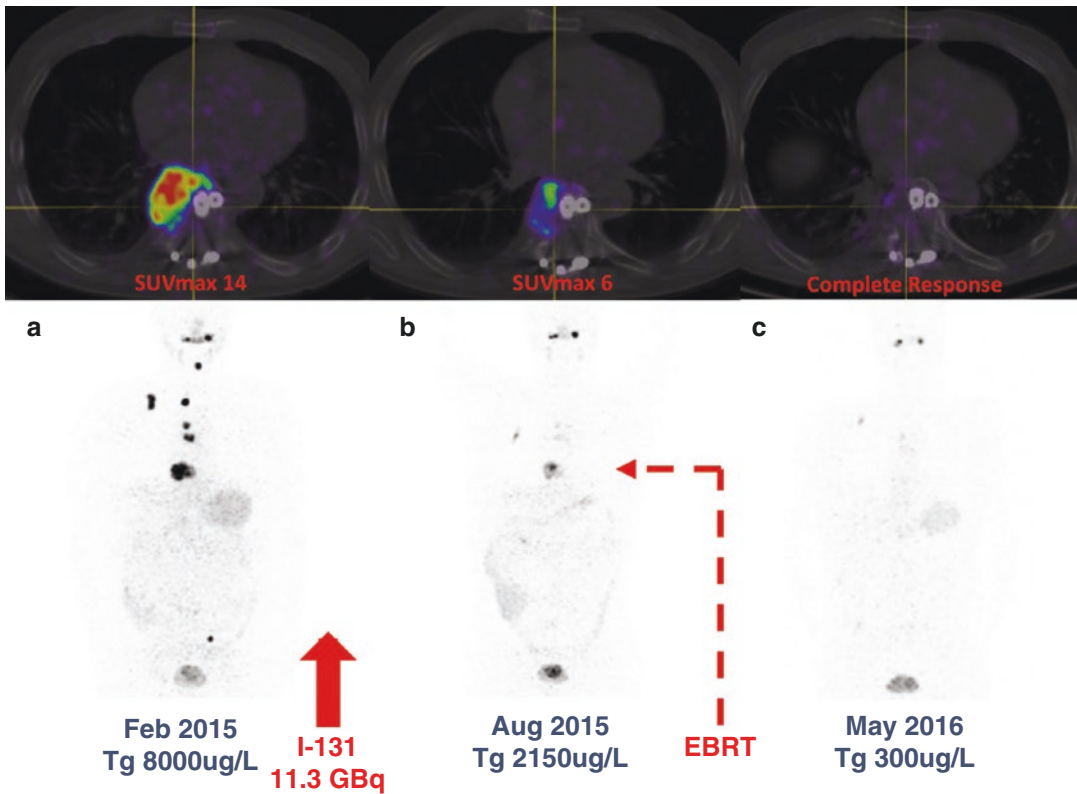 SUVmax 14
SUVmax 6
Complete Response
a
b
c
Feb 2015
Tg 8000ug/L
I-131
11.3 GBq
Aug 2015
Tg 2150ug/L
EBRT
May 2016
Tg 300ug/L